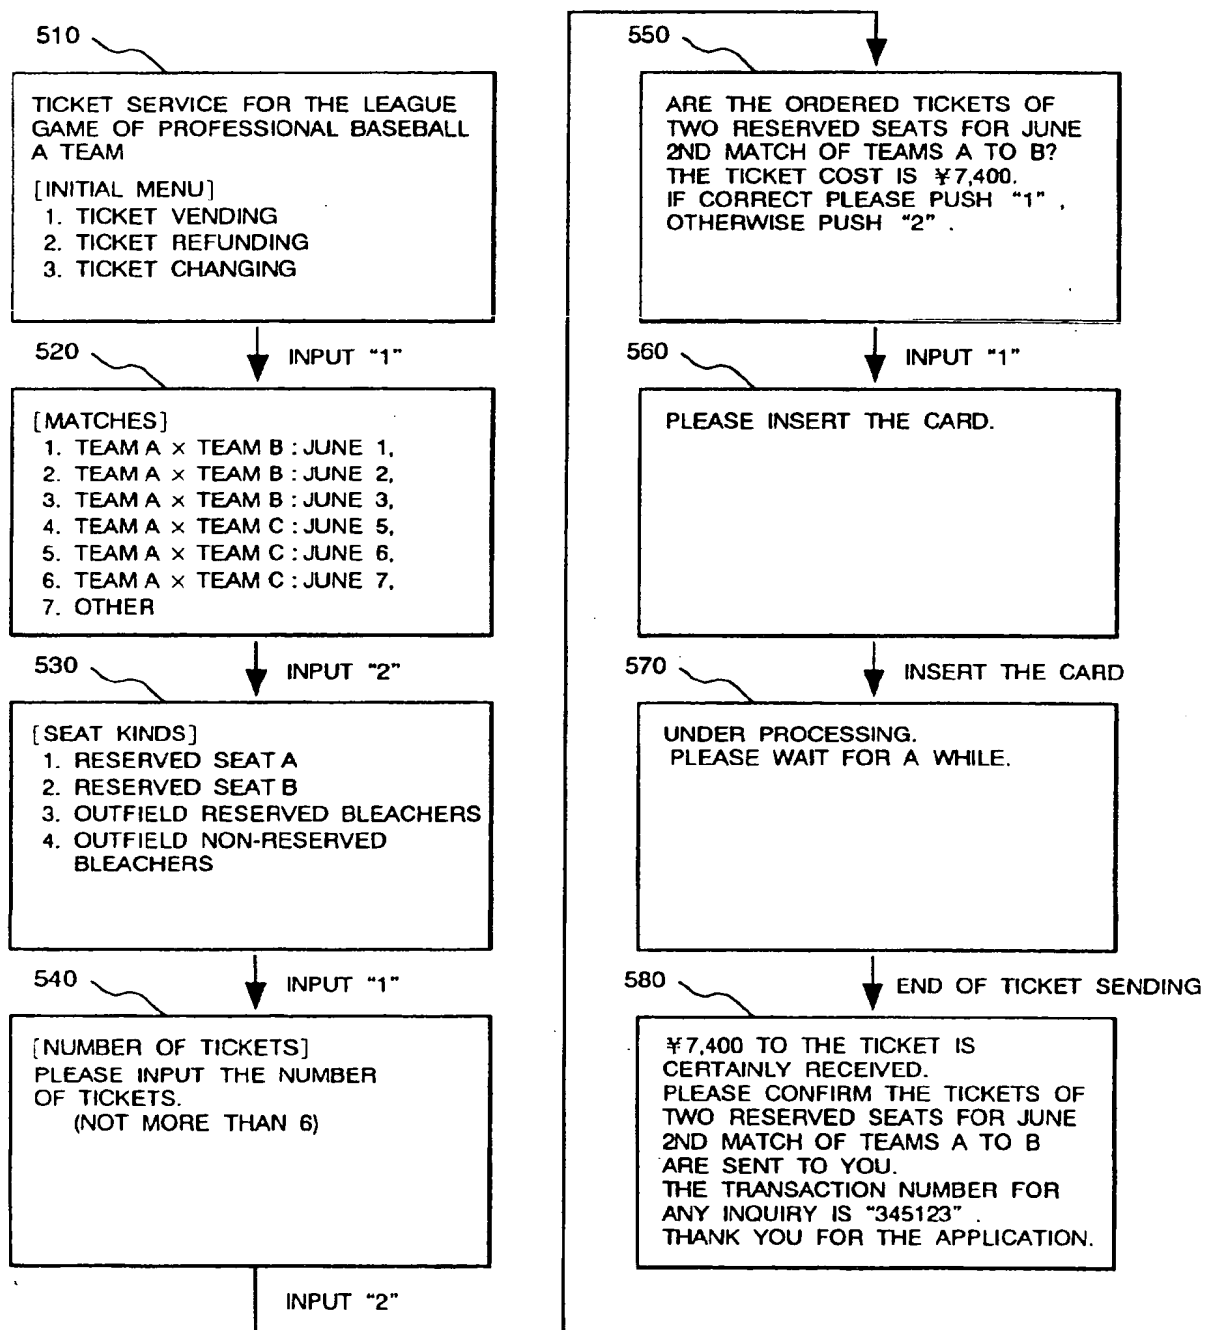 510
TICKET SERVICE FOR THE LEAGUE
GAME OF PROFESSIONAL BASEBALL
A TEAM
[INITIAL MENU]
1. TICKET VENDING
2. TICKET REFUNDING
3. TICKET CHANGING
INPUT "1"
520
[MATCHES]
1. TEAM A × TEAM B : JUNE 1,
2. TEAM A × TEAM B : JUNE 2,
3. TEAM A × TEAM B : JUNE 3,
4. TEAM A × TEAM C : JUNE 5,
5. TEAM A × TEAM C : JUNE 6,
6. TEAM A × TEAM C : JUNE 7,
7. OTHER
INPUT "2"
530
[SEAT KINDS]
1. RESERVED SEAT A
2. RESERVED SEAT B
3. OUTFIELD RESERVED BLEACHERS
4. OUTFIELD NON-RESERVED
BLEACHERS
INPUT "1"
540
[NUMBER OF TICKETS]
PLEASE INPUT THE NUMBER
OF TICKETS.
(NOT MORE THAN 6)
INPUT "2"
550
ARE THE ORDERED TICKETS OF
TWO RESERVED SEATS FOR JUNE
2ND MATCH OF TEAMS A TO B?
THE TICKET COST IS ¥7,400.
IF CORRECT PLEASE PUSH "1" ,
OTHERWISE PUSH "2" .
INPUT "1"
560
PLEASE INSERT THE CARD.
INSERT THE CARD
570
UNDER PROCESSING.
PLEASE WAIT FOR A WHILE.
END OF TICKET SENDING
580
¥7,400 TO THE TICKET IS
CERTAINLY RECEIVED.
PLEASE CONFIRM THE TICKETS OF
TWO RESERVED SEATS FOR JUNE
2ND MATCH OF TEAMS A TO B
ARE SENT TO YOU.
THE TRANSACTION NUMBER FOR
ANY INQUIRY IS "345123" .
THANK YOU FOR THE APPLICATION.